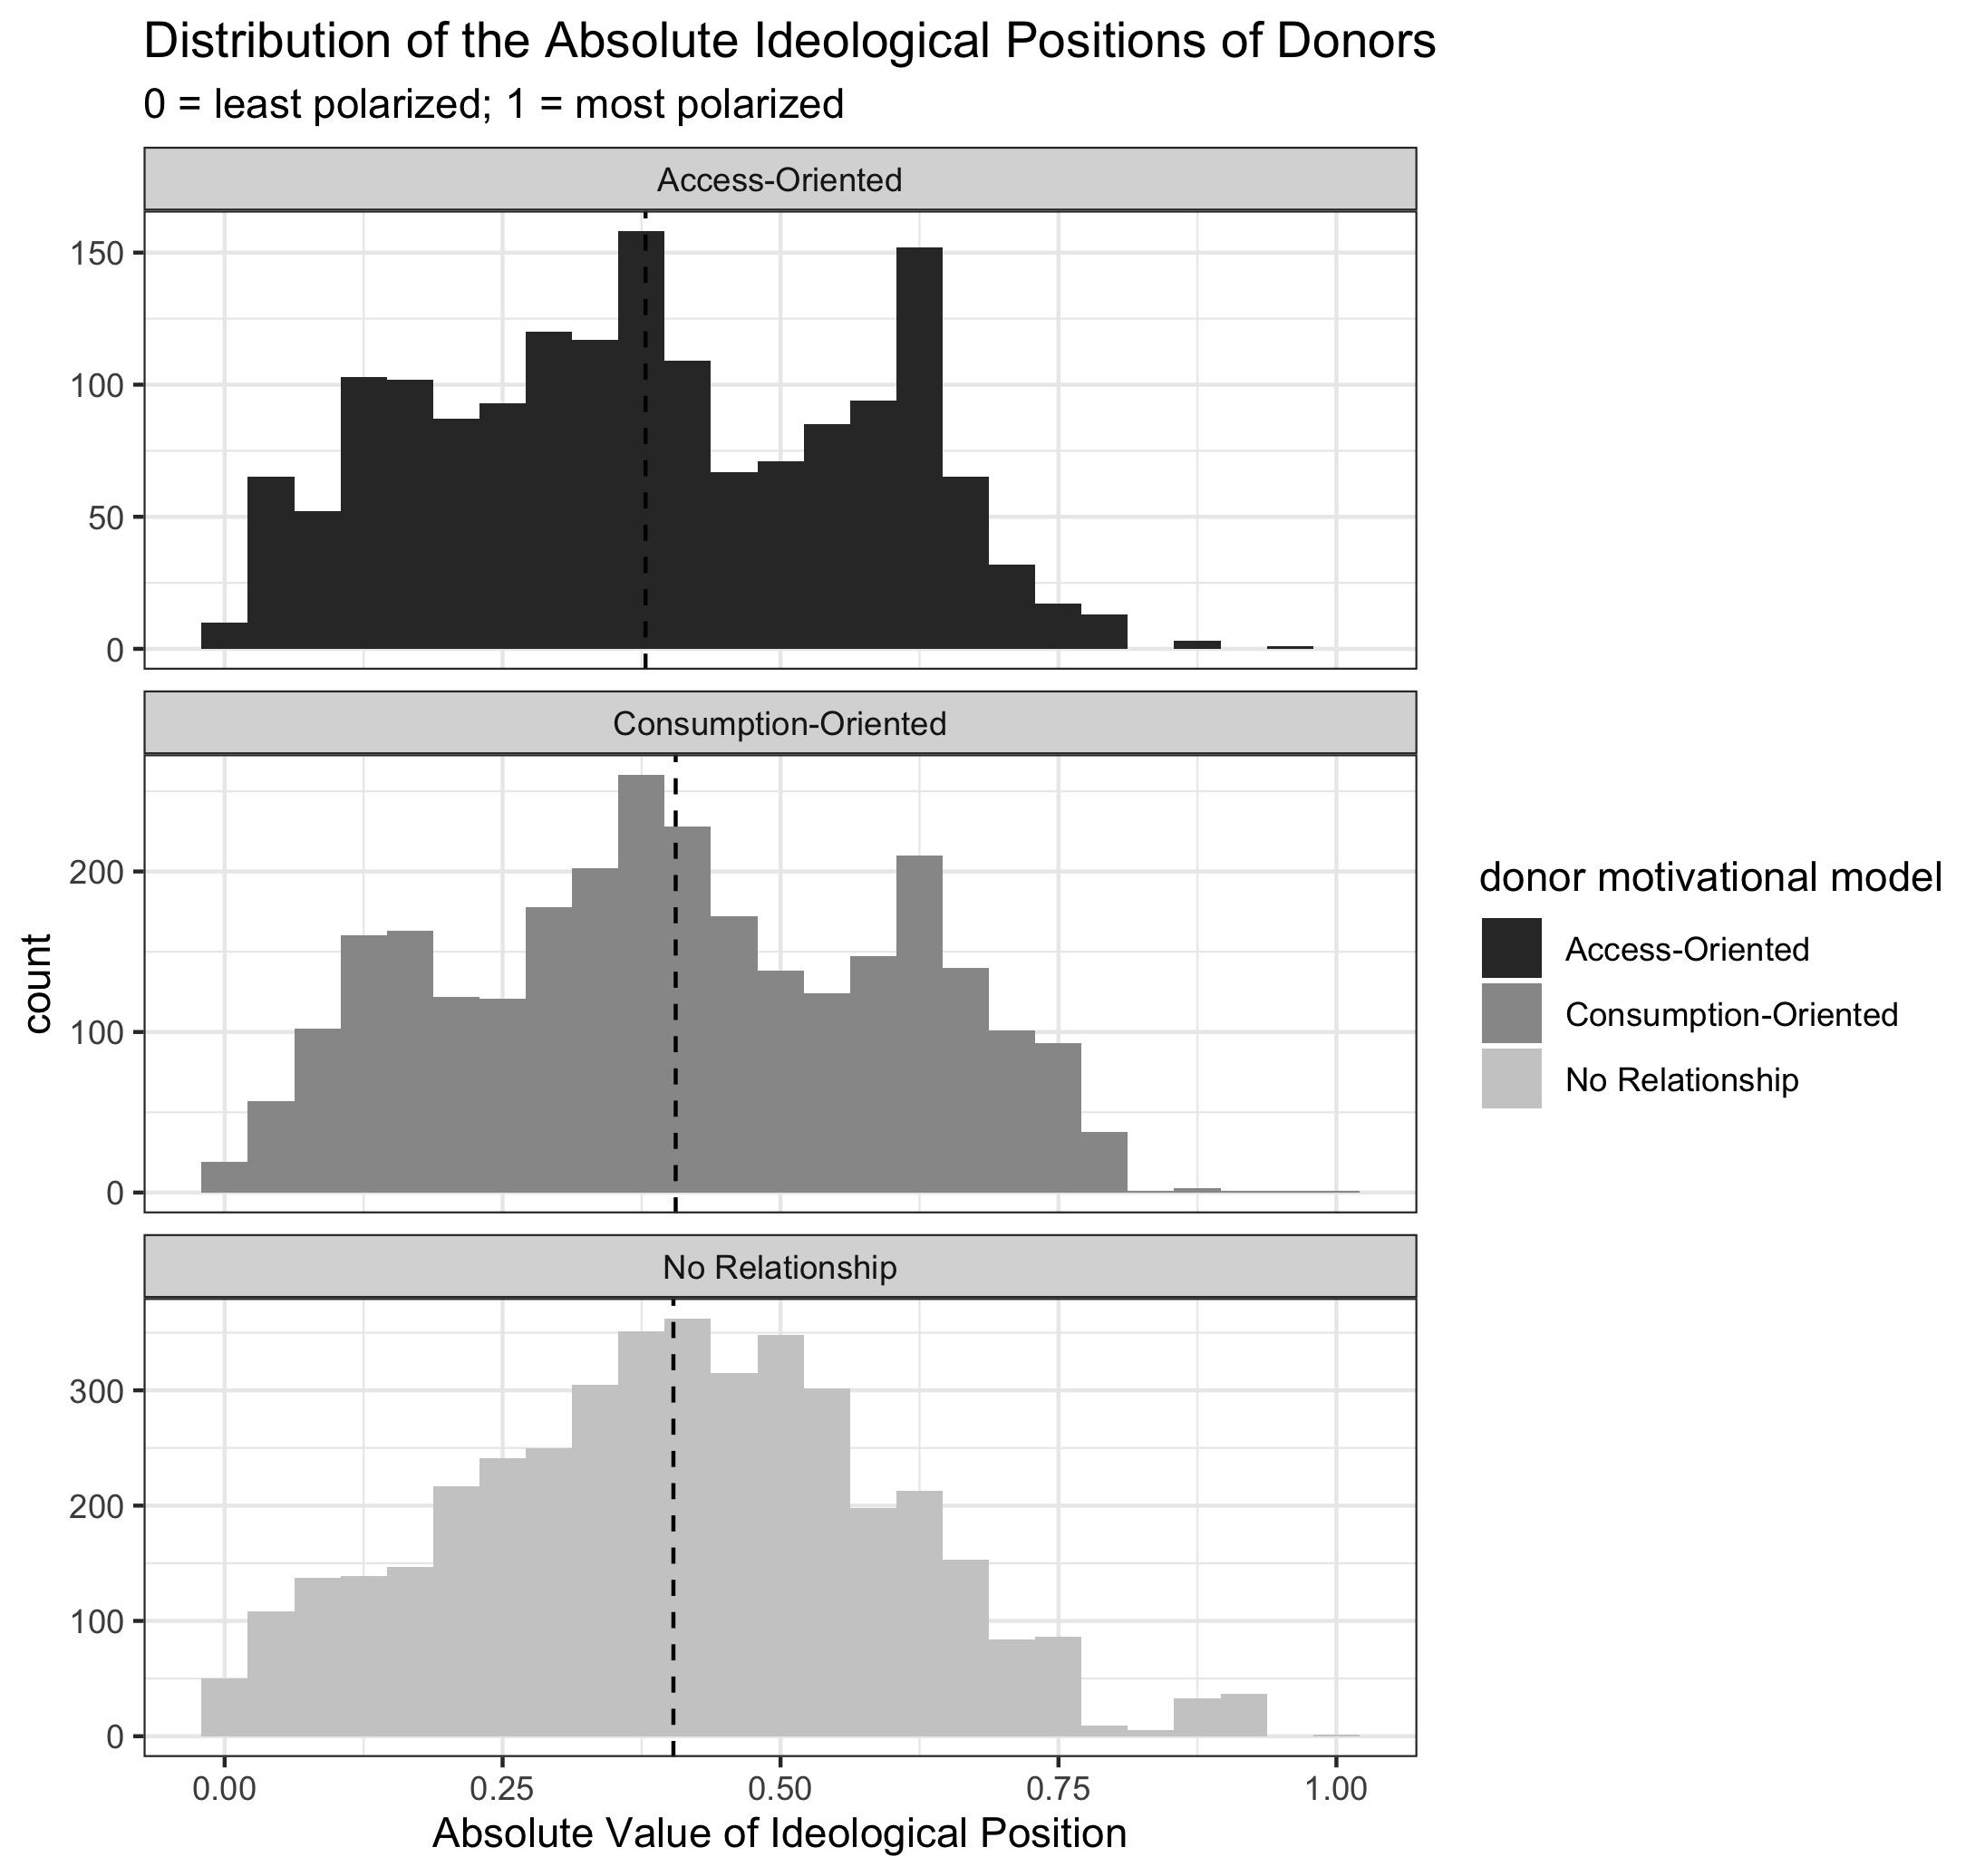 Distribution of the Absolute Ideological Positions of Donors
0 = least polarized; 1 = most polarized
Access-Oriented
150
100
50
0
Consumption-Oriented
200
100
0
No Relationship
300
200
100
0
0.00 0.25 0.50 0.75 1.00
Absolute Value of Ideological Position
count
donor motivational model
Access-Oriented
Consumption-Oriented
No Relationship